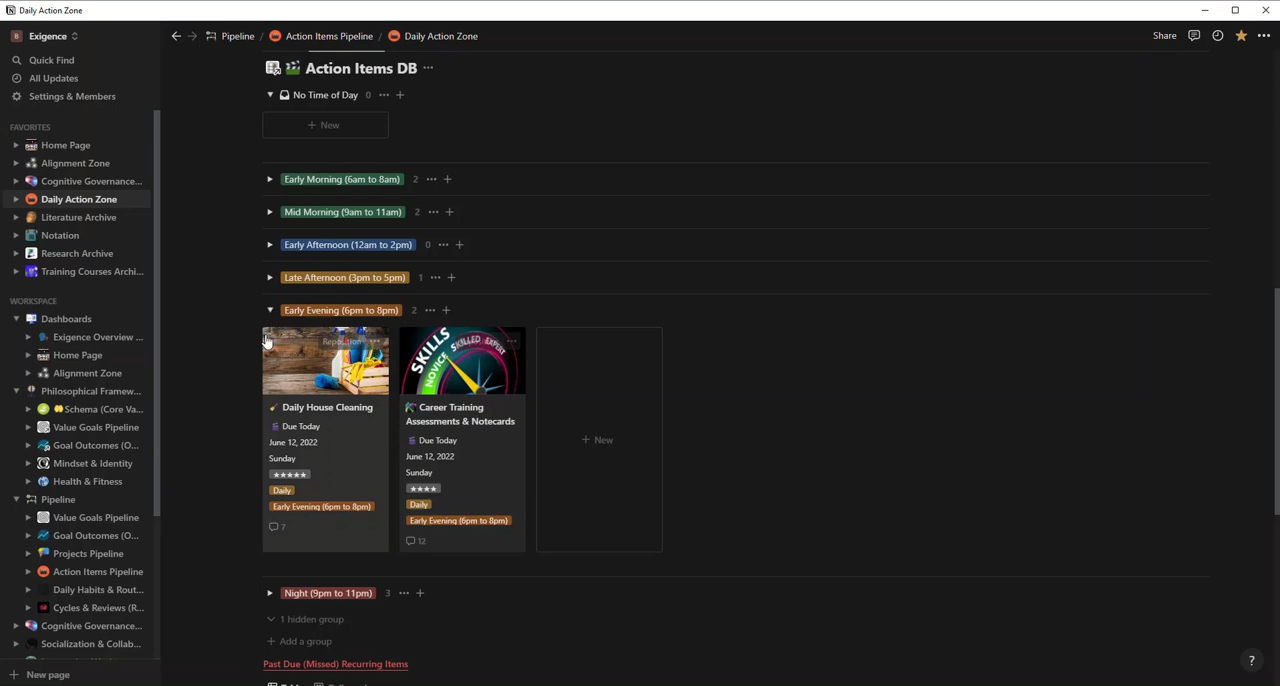 Daily Action Zone
B Exigence
Pipeline / Action Items Pipeline / Daily Action Zone
Share
Quick Find
All Updates
Settings & Members
FAVORITES
Home Page
Alignment Zone
Cognitive Governance...
Daily Action Zone
Literature Archive
Notation
Research Archive
Training Courses Archi...
WORKSPACE
Dashboards
Exigence Overview ...
Home Page
Alignment Zone
Philosophical Framew...
Schema (Core Va...
Value Goals Pipeline
Goal Outcomes (O...
Mindset & Identity
Health & Fitness
Pipeline
Value Goals Pipeline
Goal Outcomes (O...
Projects Pipeline
Action Items Pipeline
Daily Habits & Rout...
Cycles & Reviews (R...
Cognitive Governance...
Socialization & Collab...
+ New page
Action Items DB ...
No Time of Day 0 ... +
+ New
Early Morning (6am to 8am) 2 ... +
Mid Morning (9am to 11am) 2 ... +
Early Afternoon (12am to 2pm) 0 ... +
Late Afternoon (3pm to 5pm) 1 ... +
Early Evening (6pm to 8pm) 2 ... +
Reposition ...
Daily House Cleaning
Due Today
June 12, 2022
Sunday
★★★★★
Daily
Early Evening (6pm to 8pm)
7
SKILLS
NOVICE
SKILLED
EXPERT
Career Training
Assessments & Notecards
Due Today
June 12, 2022
Sunday
★★★★
Daily
Early Evening (6pm to 8pm)
12
+ New
Night (9pm to 11pm) 3 ... +
1 hidden group
+ Add a group
Past Due (Missed) Recurring Items
?